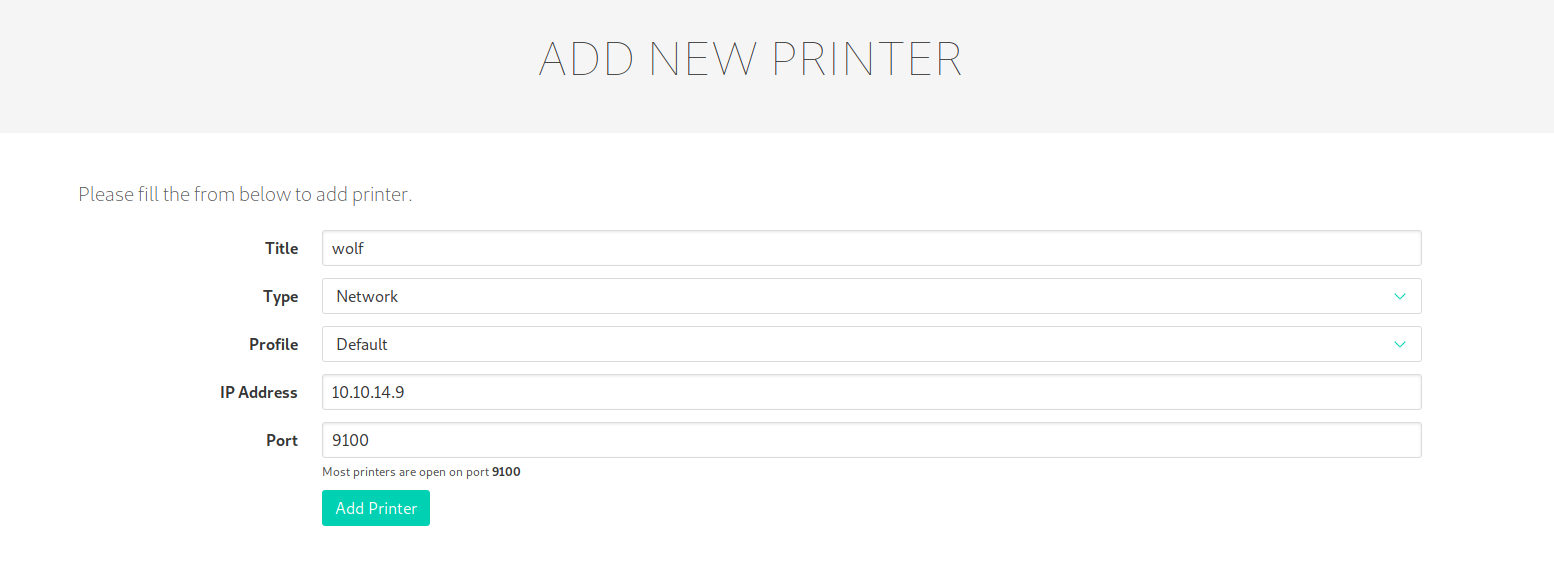 ADD NEW PRINTER
Please fill the from below to add printer.
Title wolf
Type Network
Profile Default
IP Address 10.10.14.9
Port 9100
Most printers are open on port 9100
Add Printer